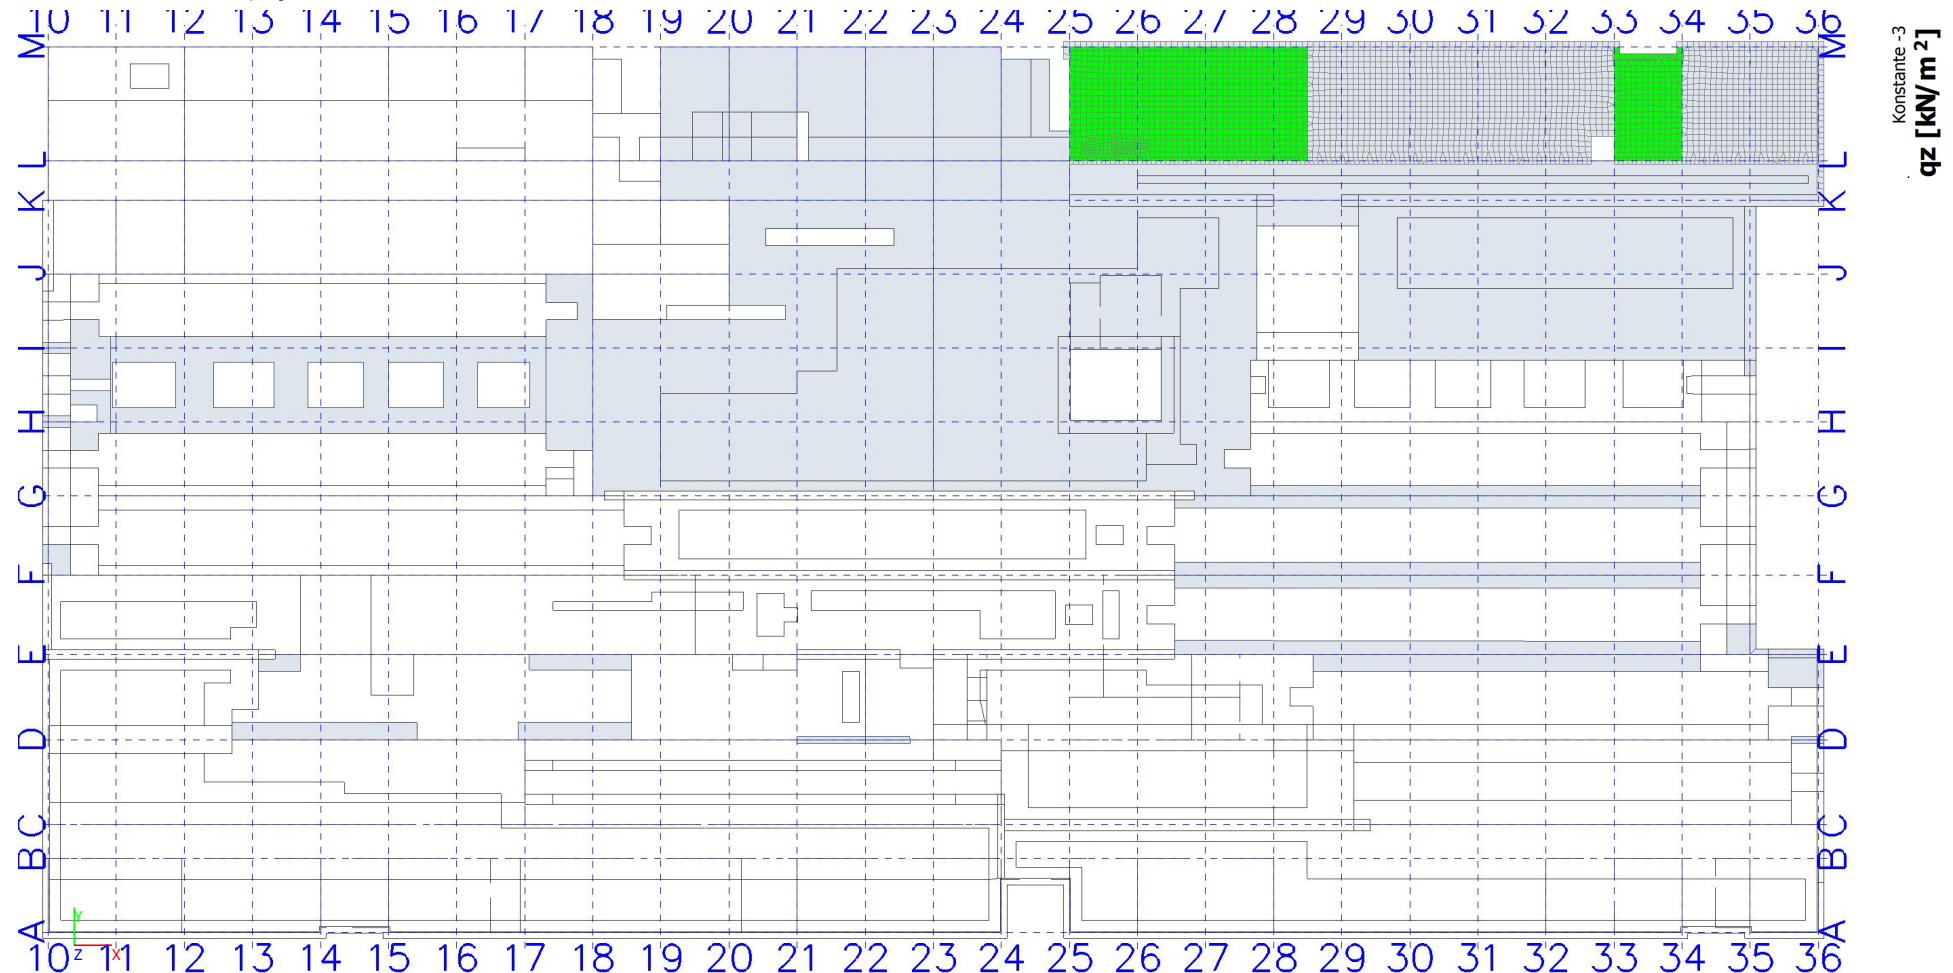 10 11 12 13 14 15 16 17 18 19 20 21 22 23 24 25 26 27 28 29 30 31 32 33 34 35 36
Konstante -3
qz [kN/m²]
M M
L L
K K
J J
I I
H H
G G
F F
E E
D D
C C
B B
A A
Y
Z X
10 11 12 13 14 15 16 17 18 19 20 21 22 23 24 25 26 27 28 29 30 31 32 33 34 35 36